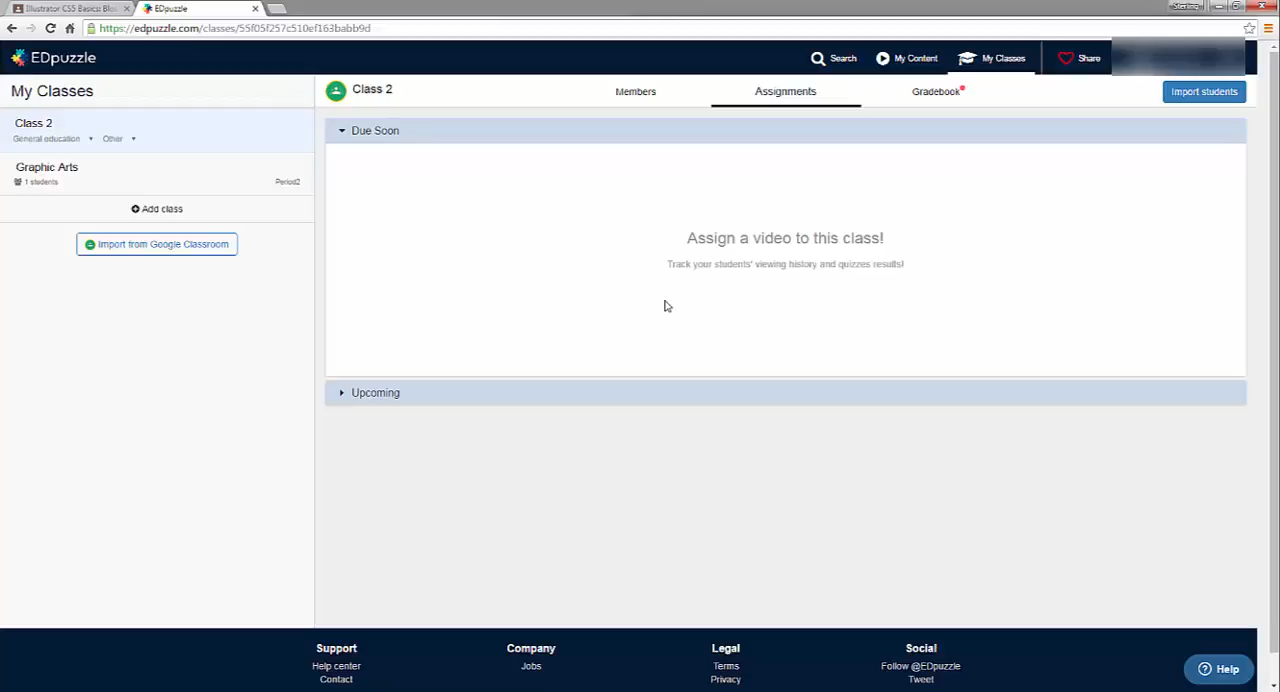 Illustrator CS5 Basics: Blo
EDpuzzle
Sterling
https://edpuzzle.com/classes/55f05f257c510ef163babb9d
EDpuzzle
Search
My Content
My Classes
Share
My Classes
Class 2
Members
Assignments
Gradebook
Import students
Class 2
General education
Other
Due Soon
Graphic Arts
1 students
Period2
Add class
Import from Google Classroom
Assign a video to this class!
Track your students' viewing history and quizzes results!
Upcoming
Support
Company
Legal
Social
Help center
Jobs
Terms
Follow @EDpuzzle
Contact
Privacy
Tweet
Help